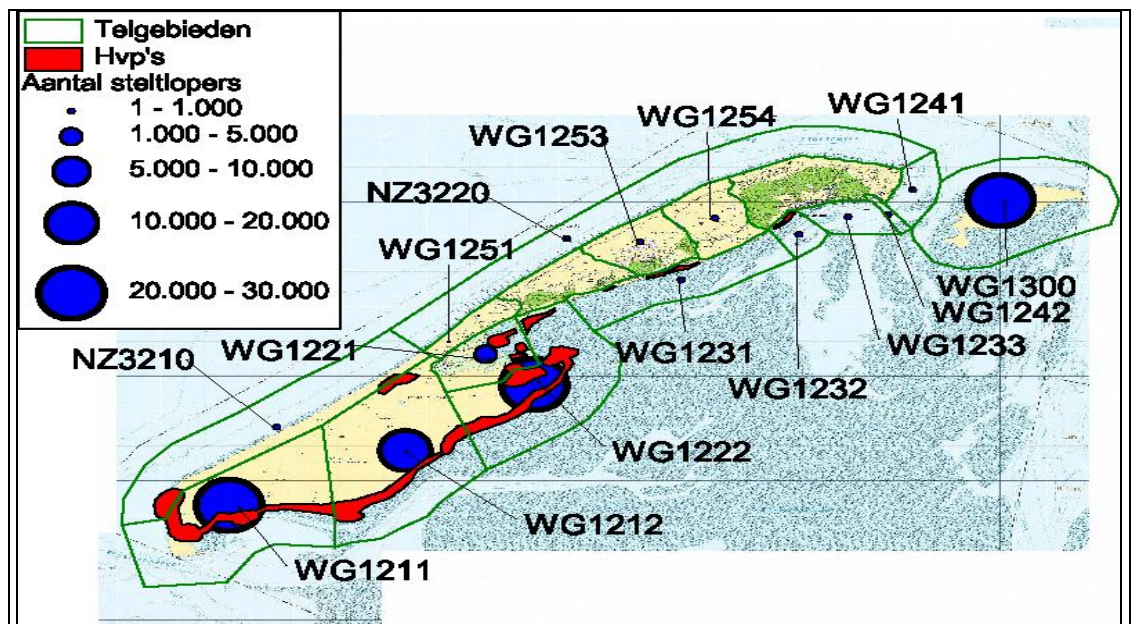 Telgebieden
Hvp's
Aantal steltlopers
1 - 1.000
1.000 - 5.000
5.000 - 10.000
10.000 - 20.000
20.000 - 30.000
WG1241
WG1254
WG1253
NZ3220
WG1251
WG1300
WG1242
WG1233
WG1231
WG1221
NZ3210
WG1232
WG1222
WG1212
WG1211